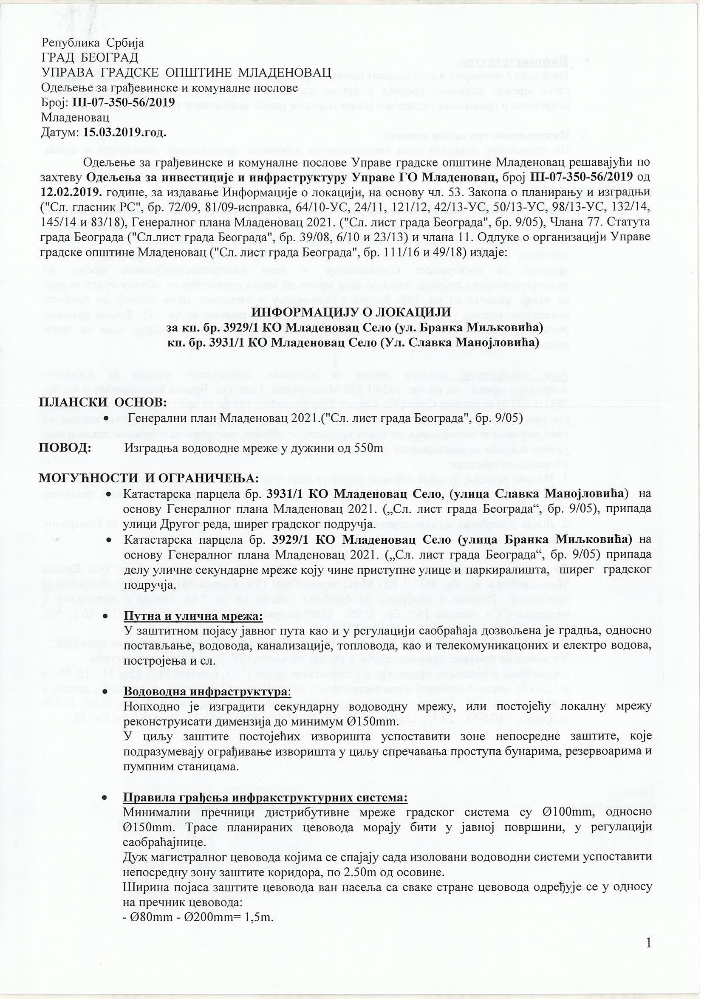 Република Србија
ГРАД БЕОГРАД
УПРАВА ГРАДСКЕ ОПШТИНЕ МЛАДЕНОВАЦ
Одељење за грађевинске и комуналне послове
Број: III-07-350-56/2019
Младеновац
Датум: 15.03.2019.год.
Одељење за грађевинске и комуналне послове Управе градске општине Младеновац решавајући по
захтеву Одељења за инвестиције и инфраструктуру Управе ГО Младеновац, број III-07-350-56/2019 од
12.02.2019. године, за издавање Информације о локацији, на основу чл. 53. Закона о планирању и изградњи
("Сл. гласник РС", бр. 72/09, 81/09-исправка, 64/10-УС, 24/11, 121/12, 42/13-УС, 50/13-УС, 98/13-УС, 132/14,
145/14 и 83/18), Генералног плана Младеновац 2021. ("Сл. лист града Београда", бр. 9/05), Члана 77. Статута
града Београда ("Сл.лист града Београда", бр. 39/08, 6/10 и 23/13) и члана 11. Одлуке о организацији Управе
градске општине Младеновац ("Сл. лист града Београда", бр. 111/16 и 49/18) издаје:
ИНФОРМАЦИЈУ О ЛОКАЦИЈИ
за кп. бр. 3929/1 КО Младеновац Село (ул. Бранка Миљковића)
кп. бр. 3931/1 КО Младеновац Село (Ул. Славка Манојловића)
ПЛАНСКИ ОСНОВ:
• Генерални план Младеновац 2021.("Сл. лист града Београда", бр. 9/05)
ПОВОД: Изградња водоводне мреже у дужини од 550m
МОГУЋНОСТИ И ОГРАНИЧЕЊА:
• Катастарска парцела бр. 3931/1 КО Младеновац Село, (улица Славка Манојловића) на
основу Генералног плана Младеновац 2021. („Сл. лист града Београда“, бр. 9/05), припада
улици Другог реда, ширег градског подручја.
• Катастарска парцела бр. 3929/1 КО Младеновац Село (улица Бранка Миљковића) на
основу Генералног плана Младеновац 2021. („Сл. лист града Београда“, бр. 9/05) припада
делу уличне секундарне мреже коју чине приступне улице и паркиралишта, ширег градског
подручја.
• Путна и улична мрежа:
У заштитном појасу јавног пута као и у регулацији саобраћаја дозвољена је градња, односно
постављање, водовода, канализације, топловода, као и телекомуникацоних и електро водова,
постројења и сл.
• Водоводна инфраструктура:
Нопходно је изградити секундарну водоводну мрежу, или постојећу локалну мрежу
реконструисати димензија до минимум Ø150mm.
У циљу заштите постојећих изворишта успоставити зоне непосредне заштите, које
подразумевају ограђивање изворишта у циљу спречавања проступа бунарима, резервоарима и
пумпним станицама.
• Правила грађења инфракструктурних система:
Минимални пречници дистрибутивне мреже градског система су Ø100mm, односно
Ø150mm. Трасе планираних цевовода морају бити у јавној површини, у регулацији
саобраћајнице.
Дуж магистралног цевовода којима се спајају сада изоловани водоводни системи успоставити
непосредну зону заштите коридора, по 2.50m од осовине.
Ширина појаса заштите цевовода ван насеља са сваке стране цевовода одређује се у односу
на пречник цевовода:
- Ø80mm - Ø200mm= 1,5m.
1